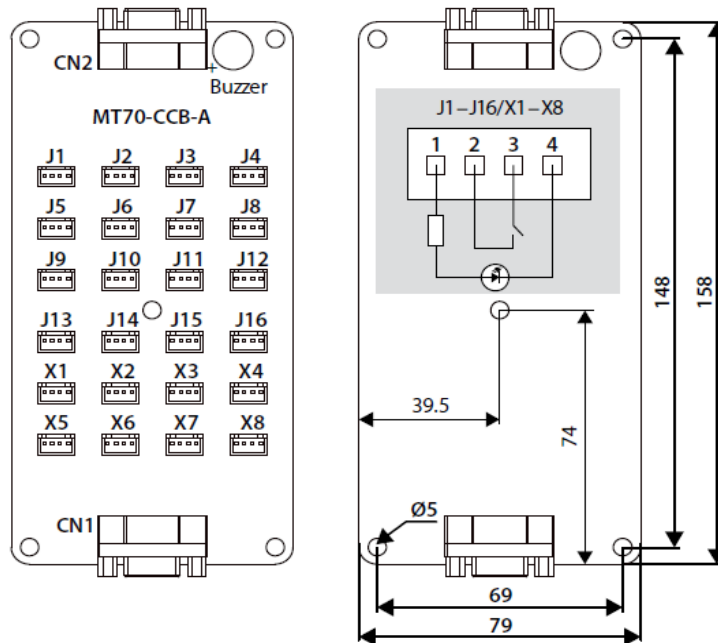 CN2
+
Buzzer
MT70-CCB-A
J1 J2 J3 J4
J5 J6 J7 J8
J9 J10 J11 J12
J13 J14 J15 J16
X1 X2 X3 X4
X5 X6 X7 X8
CN1
J1–J16/X1–X8
1 2 3 4
148
158
39.5
74
Ø5
69
79